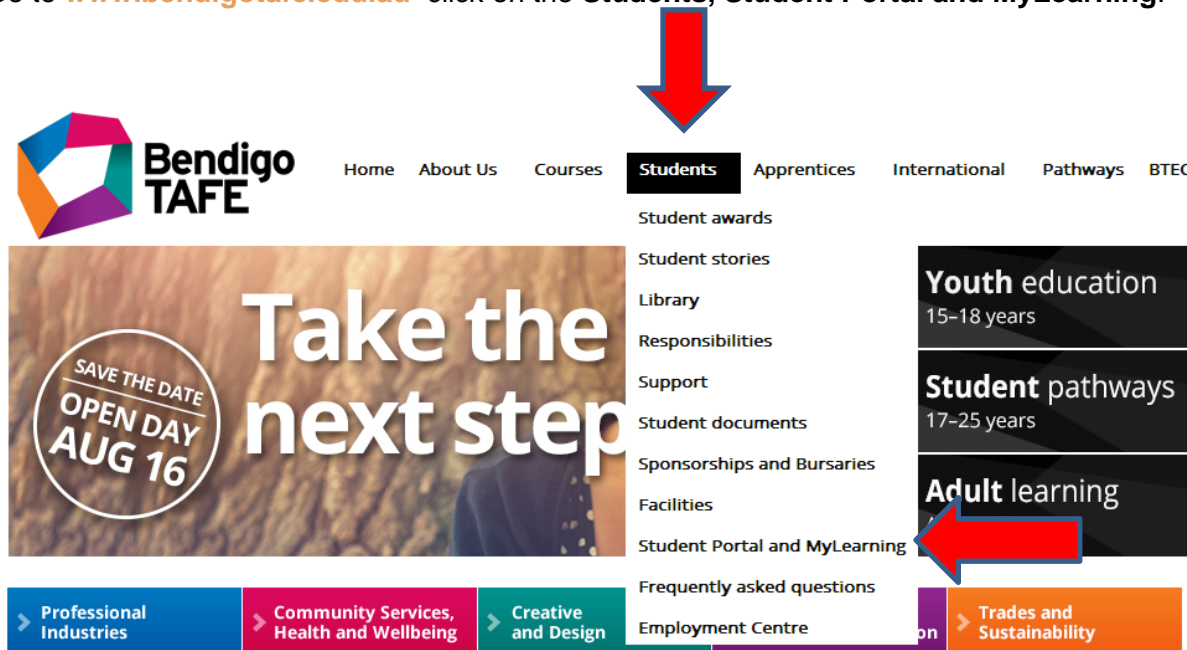 click on the Students, Student Portal and MyLearning.
Bendigo
TAFE
Home About Us Courses Students Apprentices International Pathways BTEC
Student awards
Student stories
Library
Responsibilities
Support
Student documents
Sponsorships and Bursaries
Facilities
Student Portal and MyLearning
Frequently asked questions
Employment Centre
Take the
next step
SAVE THE DATE
OPEN DAY
AUG 16
Youth education
15–18 years
Student pathways
17–25 years
Adult learning
Professional
Industries
Community Services,
Health and Wellbeing
Creative
and Design
on
Trades and
Sustainability